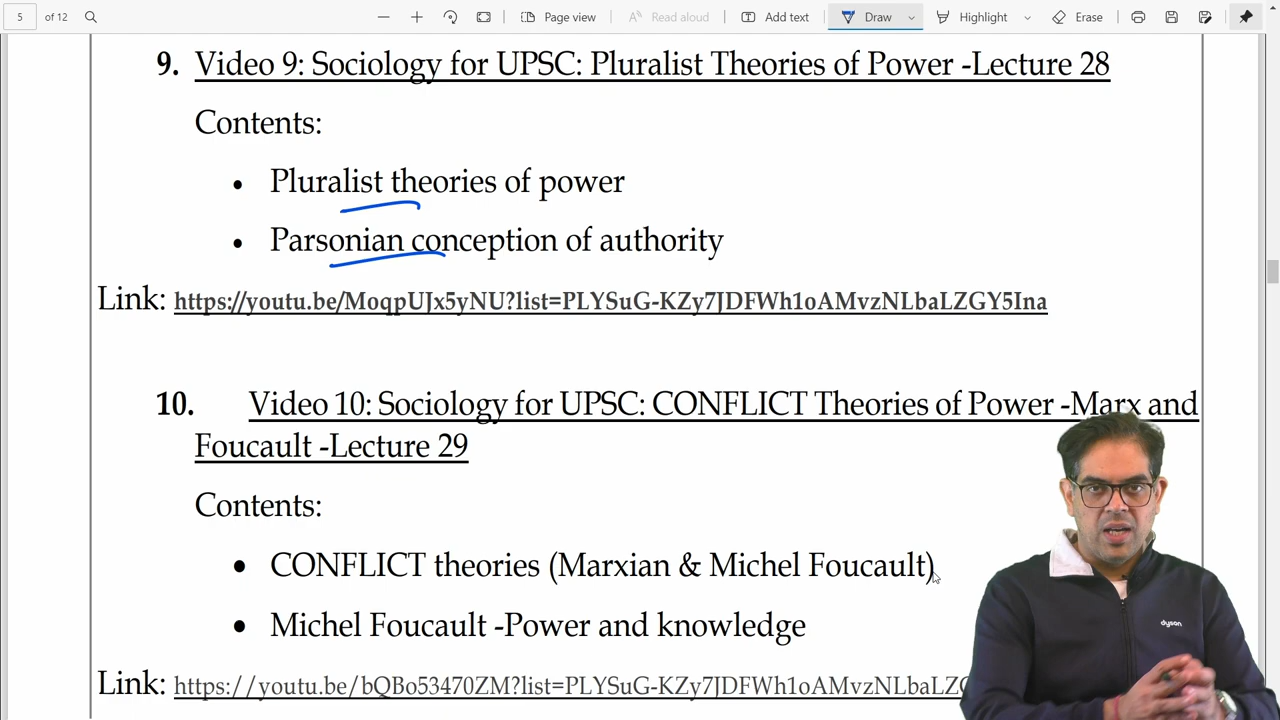 5 of 12 Page view Read aloud Add text Draw Highlight Erase
9. Video 9: Sociology for UPSC: Pluralist Theories of Power -Lecture 28
Contents:
• Pluralist theories of power
• Parsonian conception of authority
Link: https://youtu.be/MoqpUJx5yNU?list=PLYSuG-KZy7JDFWh1oAMvzNLbaLZGY5Ina
10. Video 10: Sociology for UPSC: CONFLICT Theories of Power -Marx and
Foucault -Lecture 29
Contents:
• CONFLICT theories (Marxian & Michel Foucault)
• Michel Foucault -Power and knowledge
dyson
Link: https://youtu.be/bQBo53470ZM?list=PLYSuG-KZy7JDFWh1oAMvzNLbaLZG